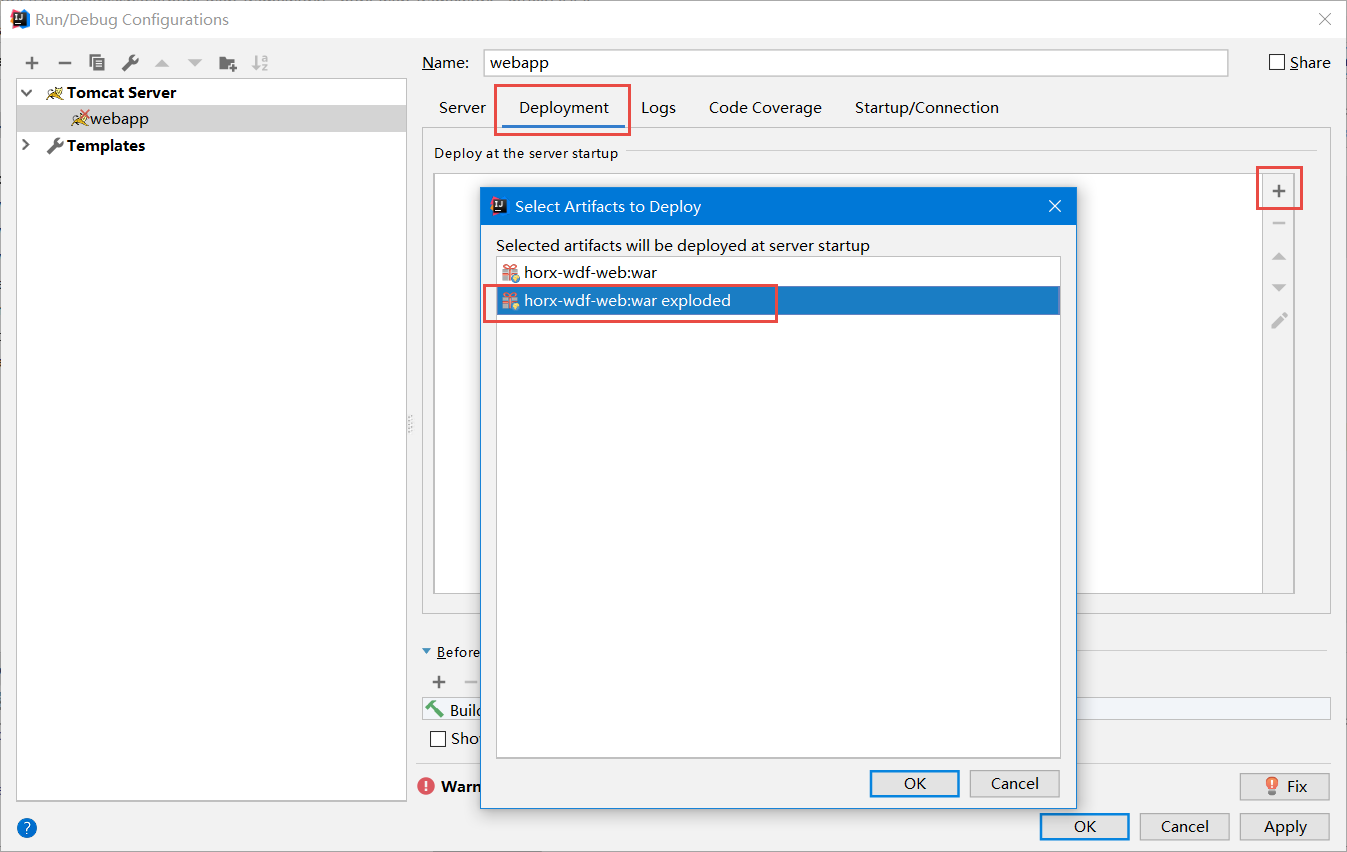 Run/Debug Configurations
Name: webapp
Share
Tomcat Server
webapp
Templates
Server Deployment Logs Code Coverage Startup/Connection
Deploy at the server startup
Select Artifacts to Deploy
Selected artifacts will be deployed at server startup
horx-wdf-web:war
horx-wdf-web:war exploded
OK Cancel
Before
Build
Fix
OK Cancel Apply
?